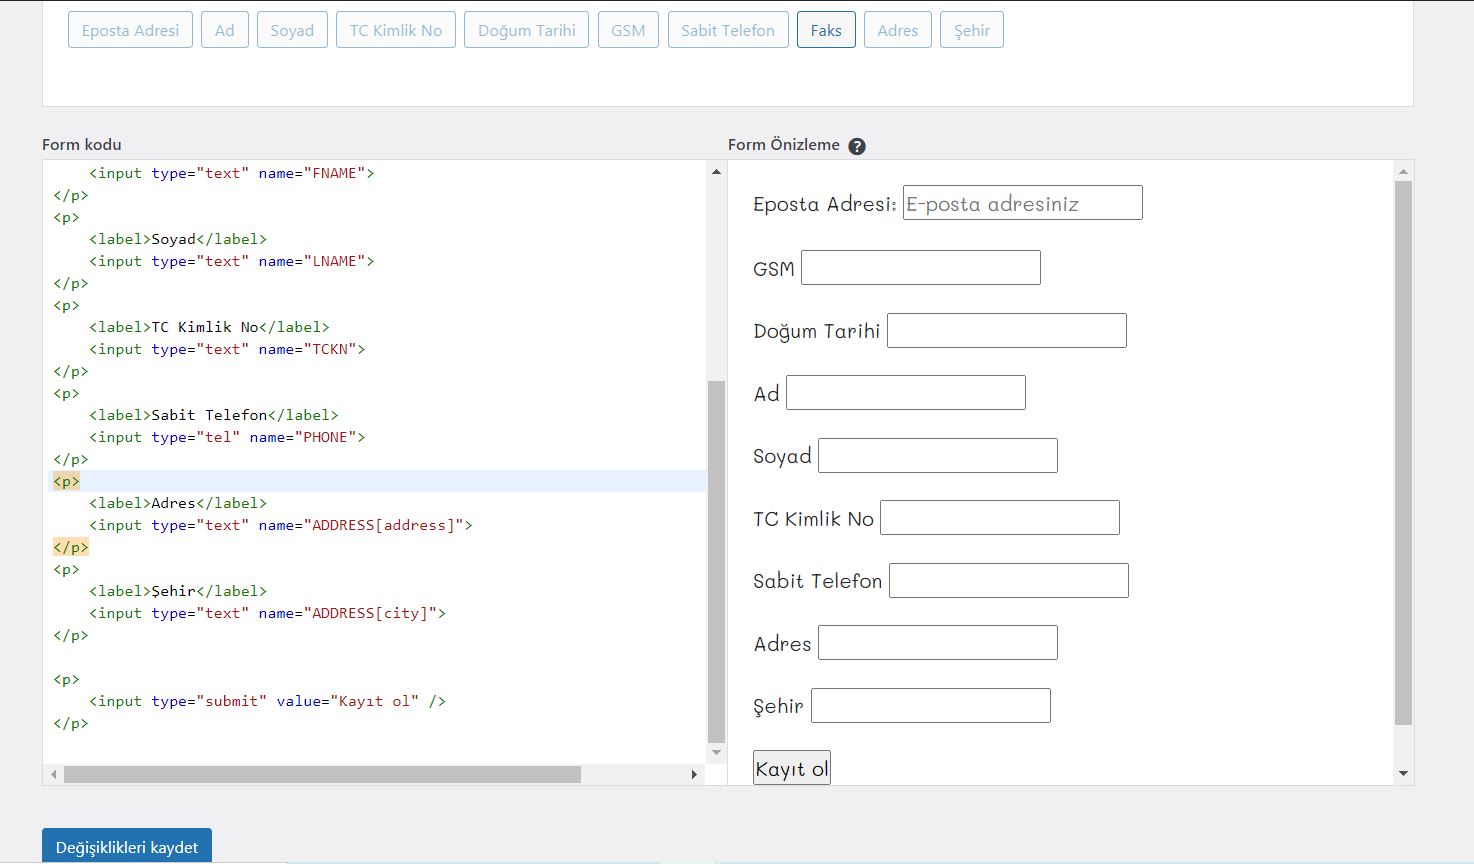 Eposta Adresi Ad Soyad TC Kimlik No Doğum Tarihi GSM Sabit Telefon Faks Adres Şehir
Form kodu
<input type="text" name="FNAME">
</p>
<p>
<label>Soyad</label>
<input type="text" name="LNAME">
</p>
<p>
<label>TC Kimlik No</label>
<input type="text" name="TCKN">
</p>
<p>
<label>Sabit Telefon</label>
<input type="tel" name="PHONE">
</p>
<p>
<label>Adres</label>
<input type="text" name="ADDRESS[address]">
</p>
<p>
<label>Şehir</label>
<input type="text" name="ADDRESS[city]">
</p>
<p>
<input type="submit" value="Kayıt ol" />
</p>
Form Önizleme ?
Eposta Adresi: E-posta adresiniz
GSM
Doğum Tarihi
Ad
Soyad
TC Kimlik No
Sabit Telefon
Adres
Şehir
Kayıt ol
Değişiklikleri kaydet